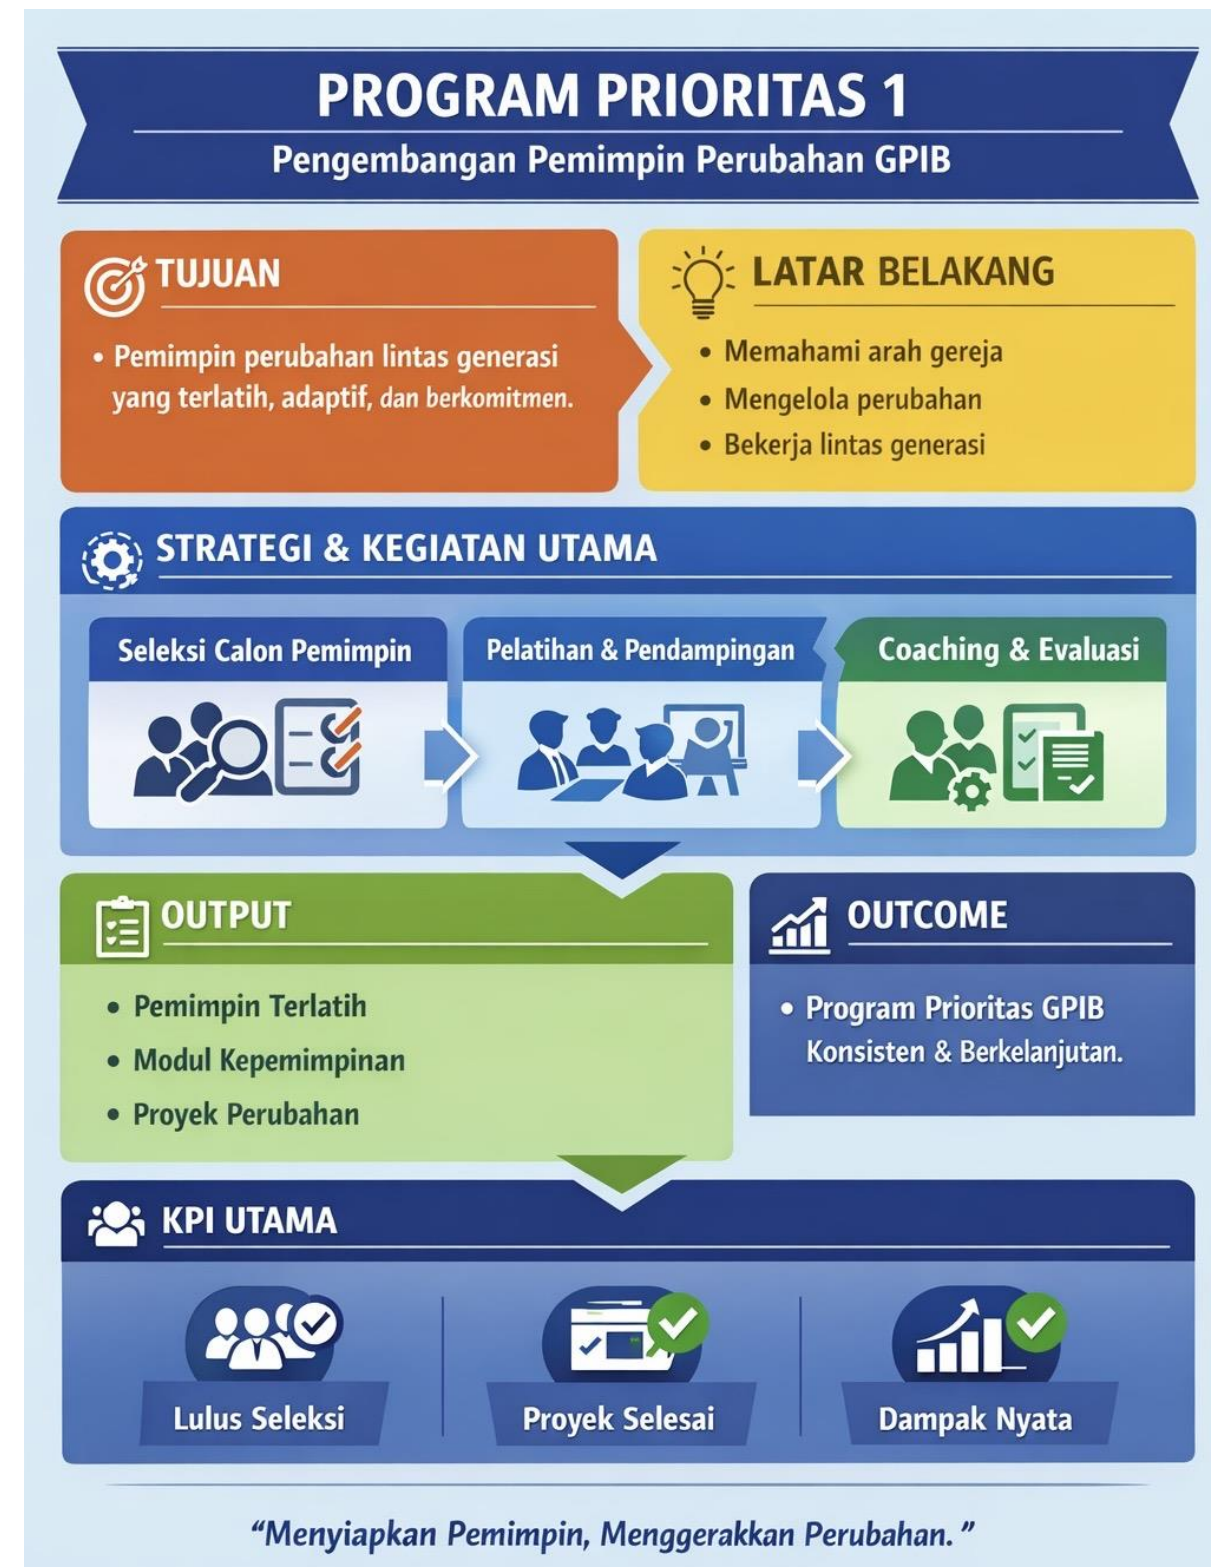 PROGRAM PRIORITAS 1
Pengembangan Pemimpin Perubahan GPIB
TUJUAN
• Pemimpin perubahan lintas generasi
yang terlatih, adaptif, dan berkomitmen.
LATAR BELAKANG
• Memahami arah gereja
• Mengelola perubahan
• Bekerja lintas generasi
STRATEGI & KEGIATAN UTAMA
Seleksi Calon Pemimpin
Pelatihan & Pendampingan
Coaching & Evaluasi
OUTPUT
• Pemimpin Terlatih
• Modul Kepemimpinan
• Proyek Perubahan
OUTCOME
• Program Prioritas GPIB
Konsisten & Berkelanjutan.
KPI UTAMA
Lulus Seleksi
Proyek Selesai
Dampak Nyata
“Menyiapkan Pemimpin, Menggerakkan Perubahan.”